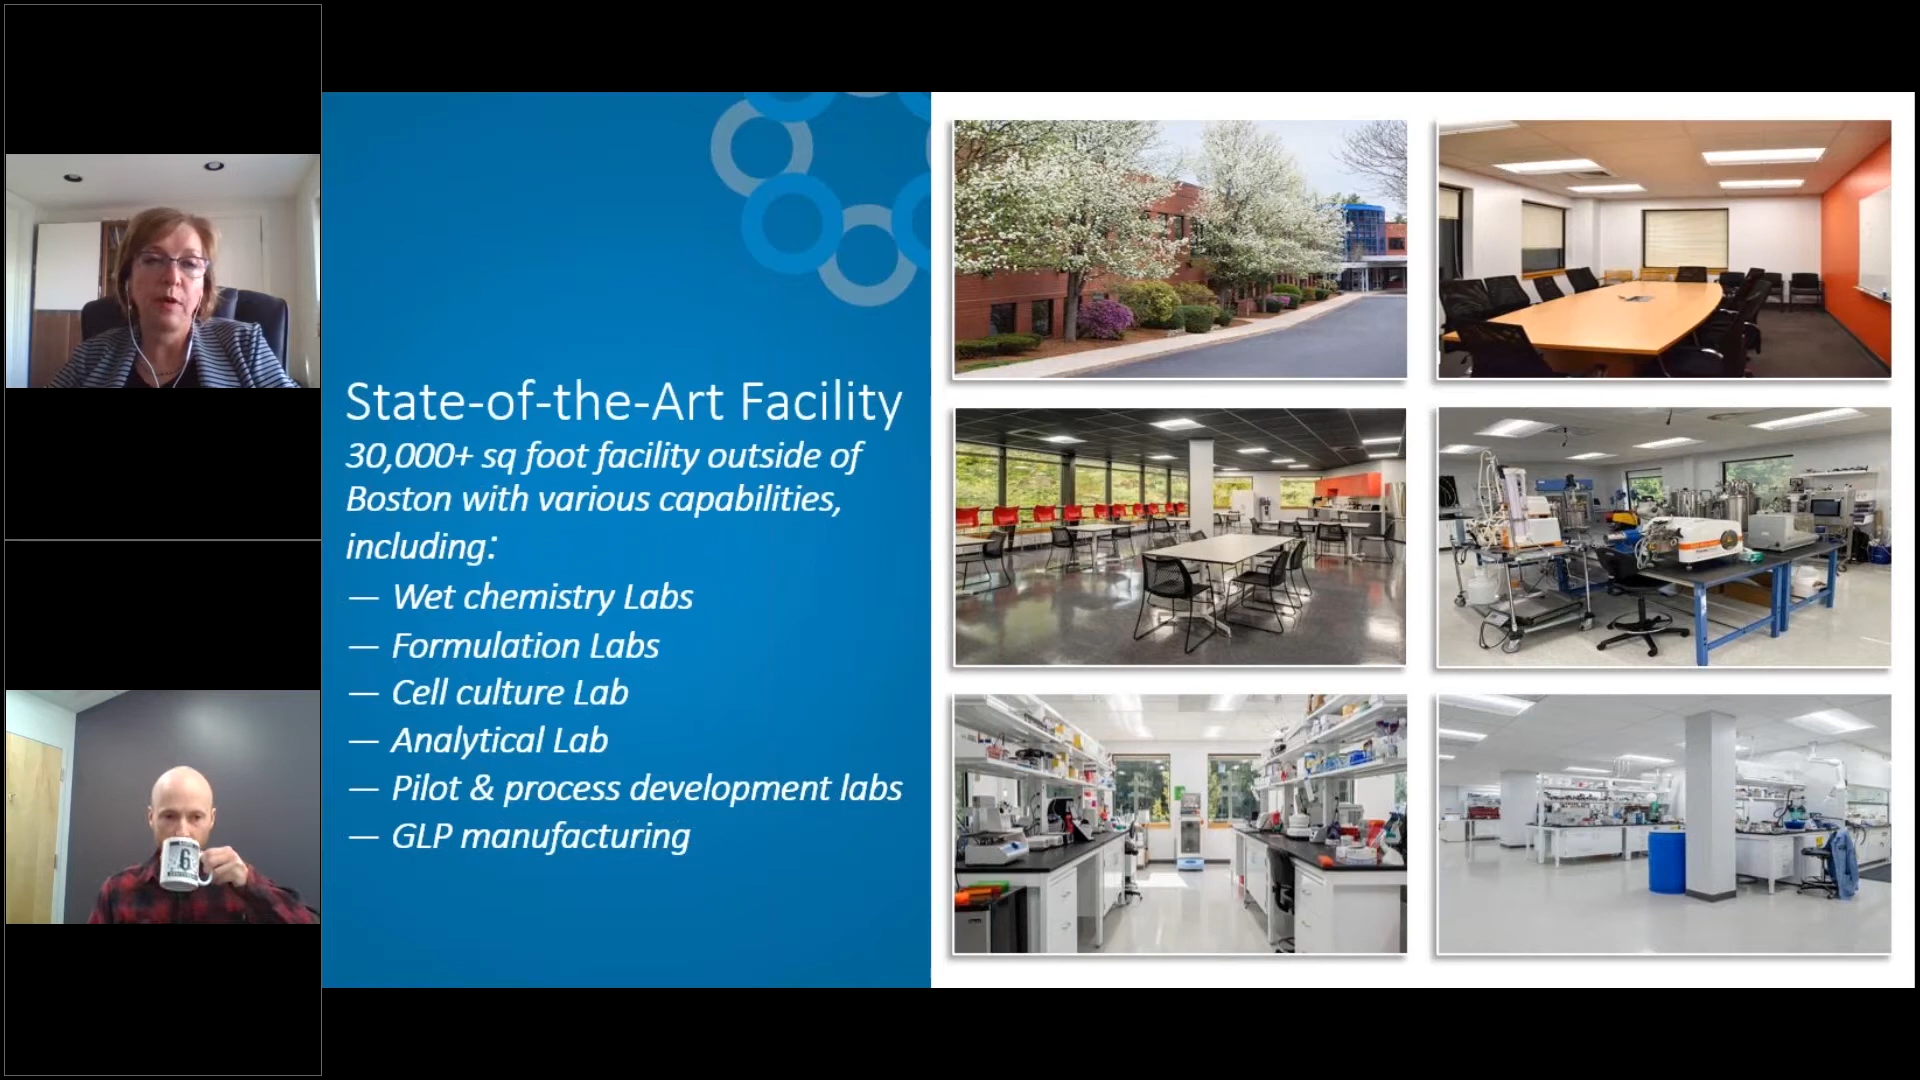 State-of-the-Art Facility
30,000+ sq foot facility outside of
Boston with various capabilities,
including:
— Wet chemistry Labs
— Formulation Labs
— Cell culture Lab
— Analytical Lab
— Pilot & process development labs
— GLP manufacturing
6